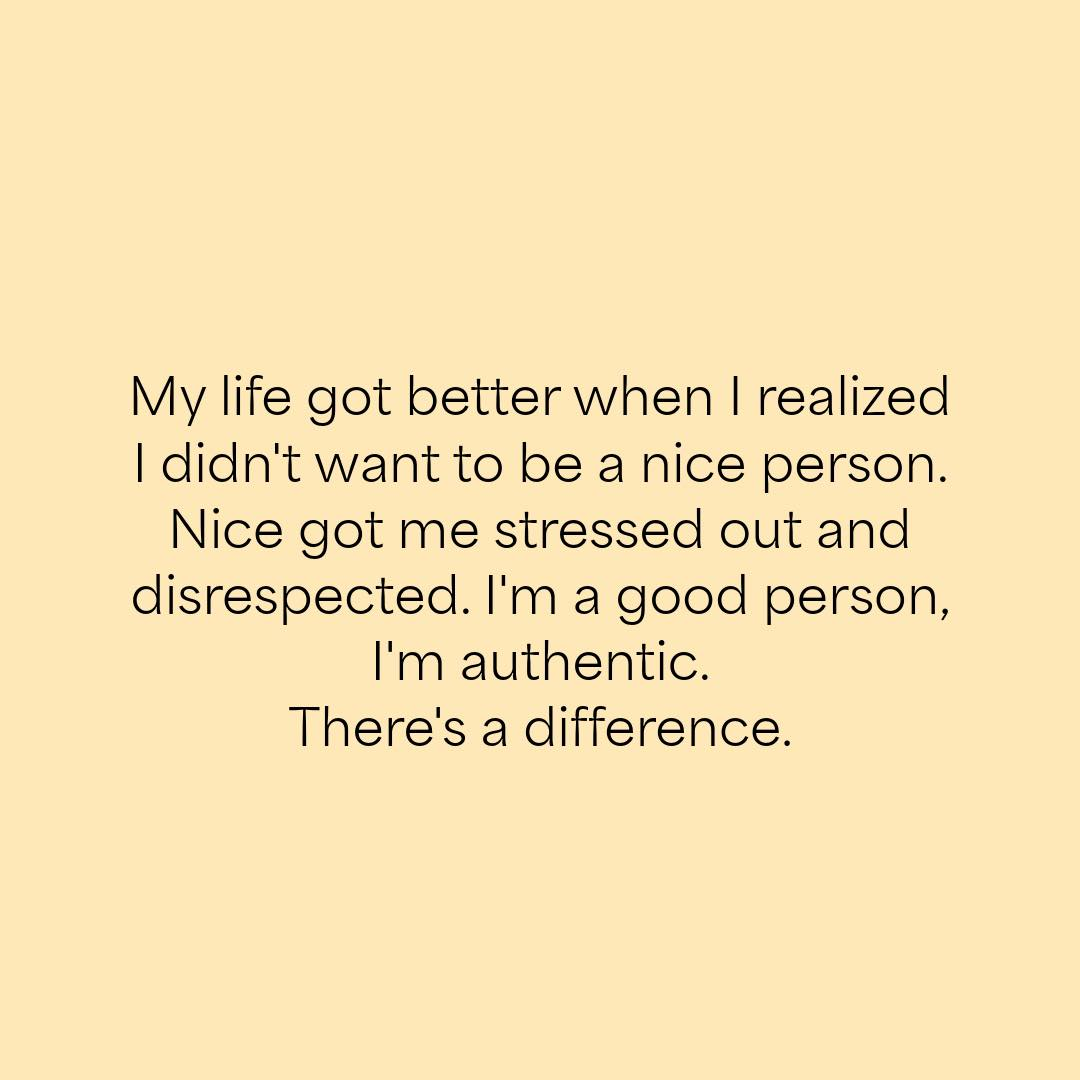 My life got better when I realized
I didn't want to be a nice person.
Nice got me stressed out and
disrespected. I'm a good person,
I'm authentic.
There's a difference.